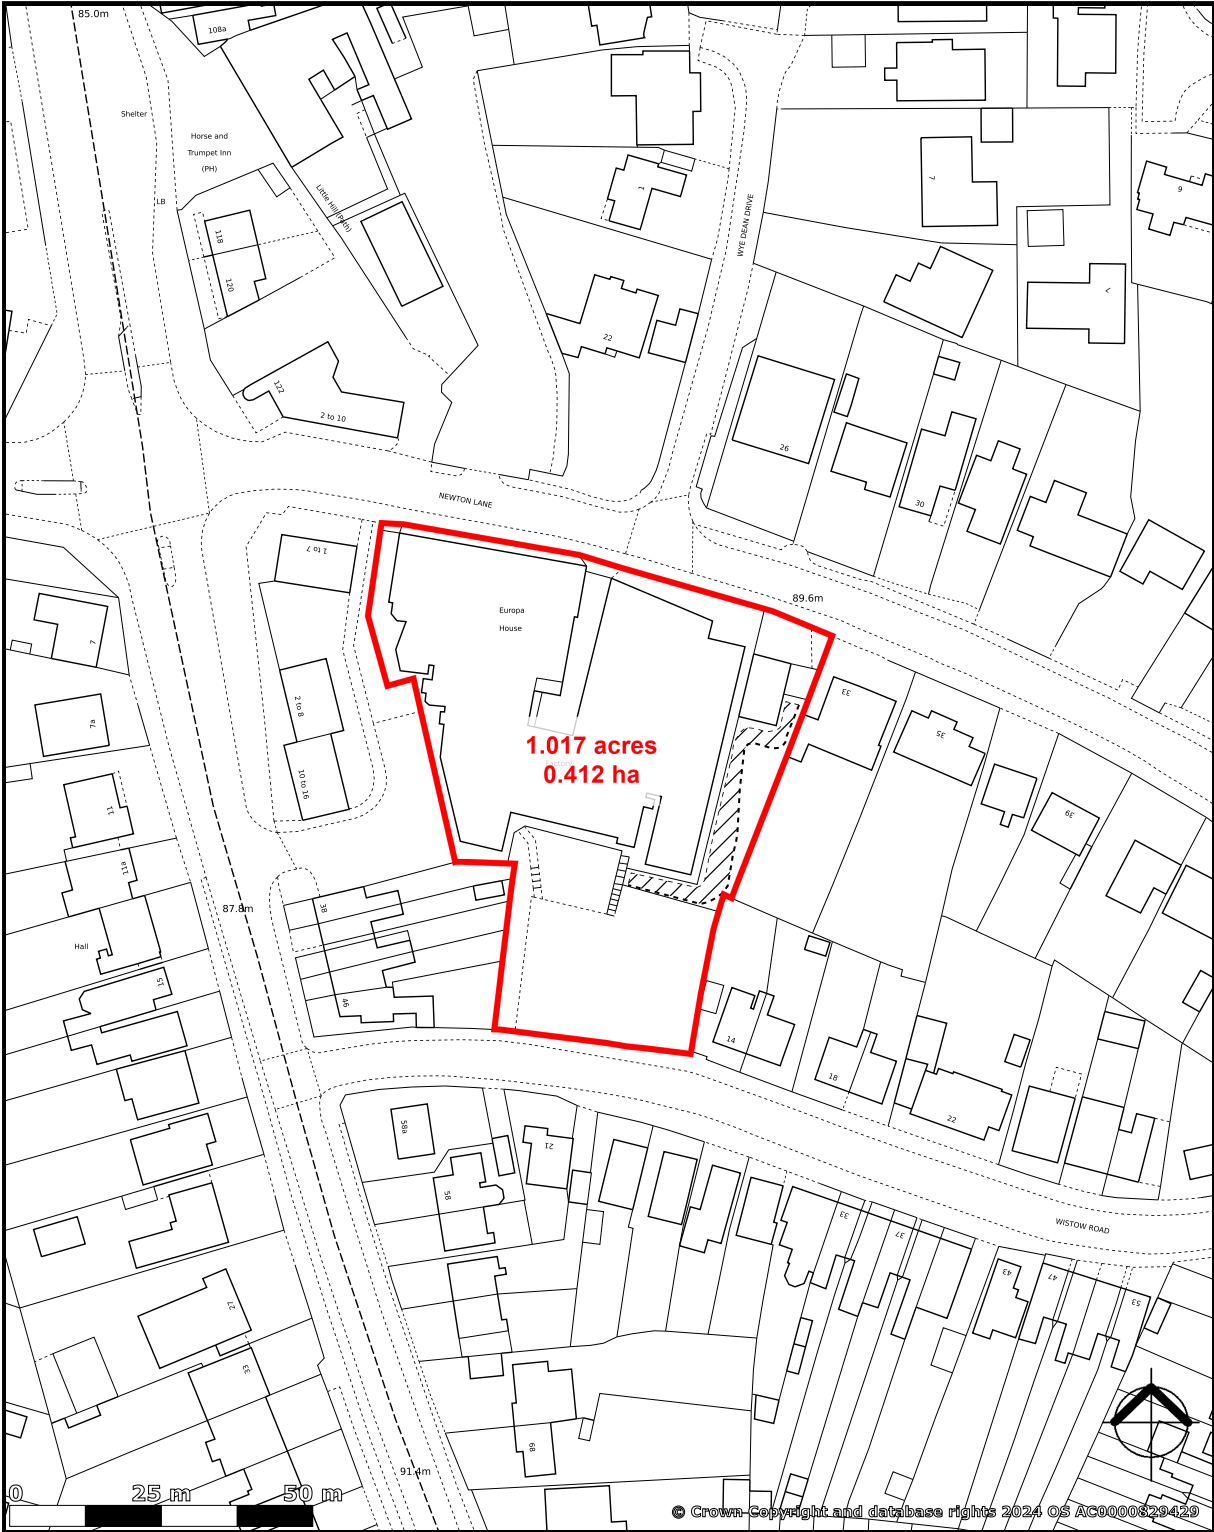 85.0m
108a
Shelter
Horse and
Trumpet Inn
(PH)
LB
Little Hill (Path)
118
120
122
2 to 10
1
22
WYE DEAN DRIVE
7
9
7
26
30
NEWTON LANE
1 to 7
Europa
House
89.6m
7
7a
2 to 8
10 to 16
33
35
39
1.017 acres
Factory
0.412 ha
11
11a
87.8m
Hall
15
38
46
14
18
22
58a
58
21
WISTOW ROAD
33
37
43
47
53
27
33
68
91.4m
0
25 m
50 m
© Crown Copyright and database rights 2024 OS AC0000829429